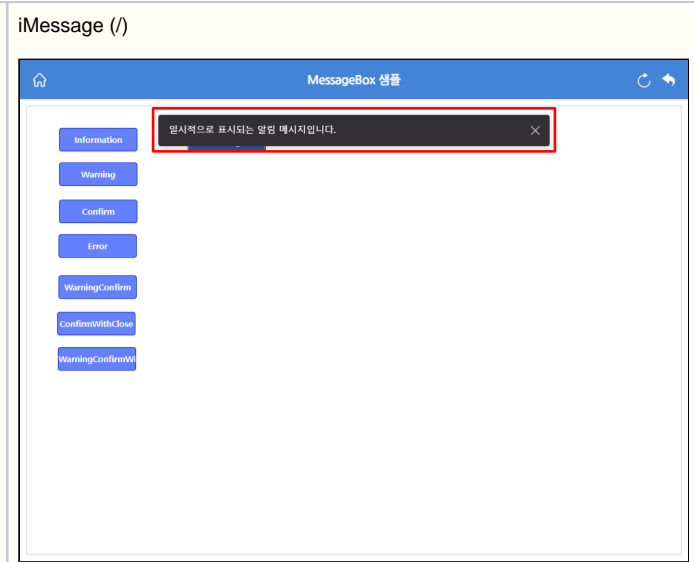 iMessage (/)
MessageBox 샘플
일시적으로 표시되는 알림 메시지입니다.
Information
Warning
Confirm
Error
WarningConfirm
ConfirmWithClose
WarningConfirmWi